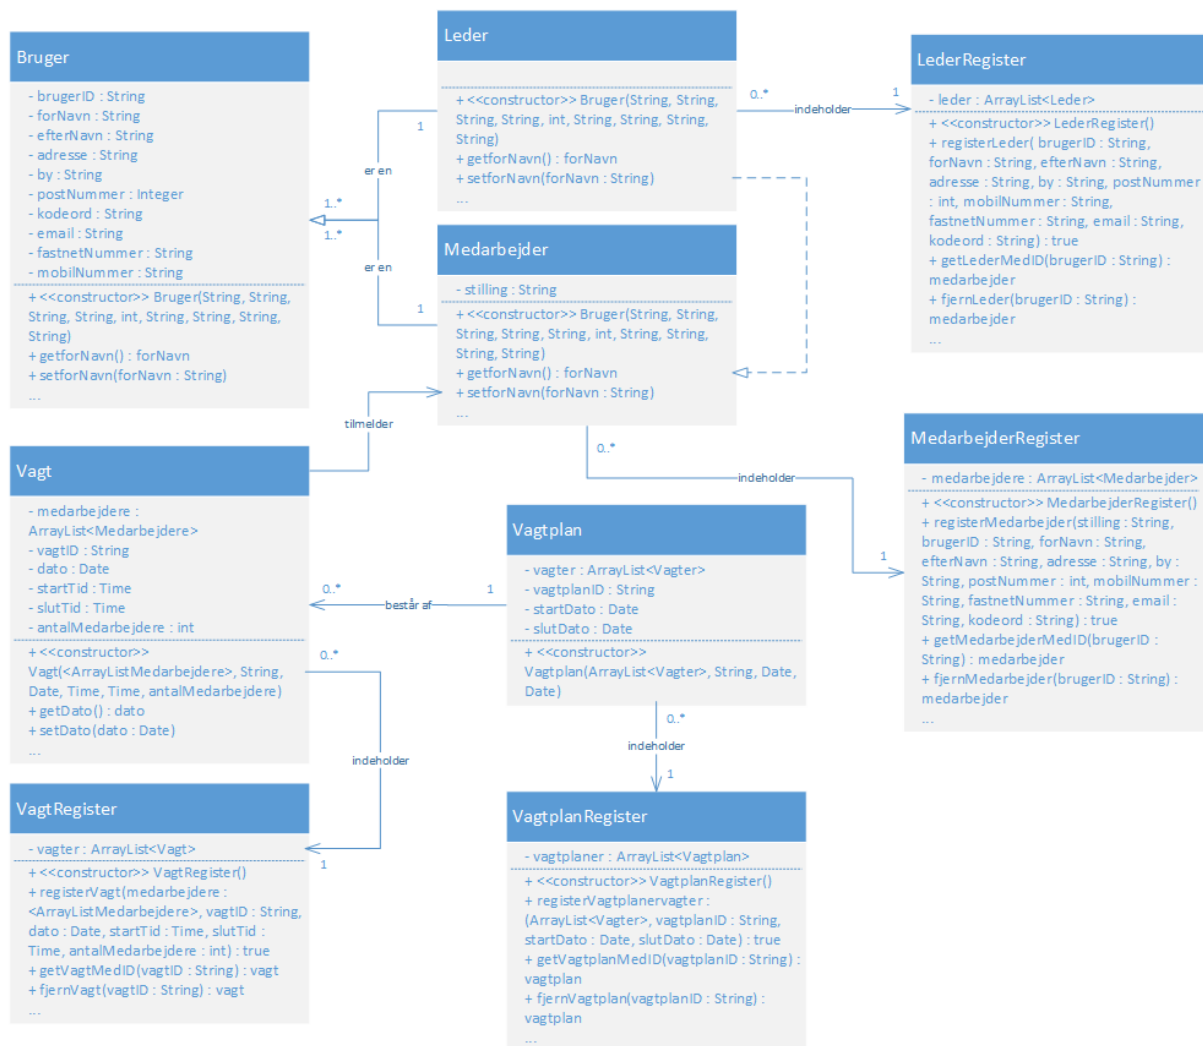 Bruger
- brugerID : String
- forNavn : String
- efterNavn : String
- adresse : String
- by : String
- postNummer : Integer
- kodeord : String
- email : String
- fastnetNummer : String
- mobilNummer : String
+ <<constructor>> Bruger(String, String,
String, String, int, String, String, String,
String)
+ getforNavn() : forNavn
+ setforNavn(forNavn : String)
...
Leder
+ <<constructor>> Bruger(String, String,
String, String, int, String, String, String,
String)
+ getforNavn() : forNavn
+ setforNavn(forNavn : String)
...
1
er en
1..*
1..*
er en
1
0..*
indeholder
1
LederRegister
- leder : ArrayList<Leder>
+ <<constructor>> LederRegister()
+ registerLeder( brugerID : String,
forNavn : String, efterNavn : String,
adresse : String, by : String, postNummer
: int, mobilNummer : String,
fastnetNummer : String, email : String,
kodeord : String) : true
+ getLederMedID(brugerID : String) :
medarbejder
+ fjernLeder(brugerID : String) :
medarbejder
...
Medarbejder
- stilling : String
+ <<constructor>> Bruger(String, String,
String, String, String, int, String, String,
String, String)
+ getforNavn() : forNavn
+ setforNavn(forNavn : String)
...
tilmelder
0..*
indeholder
1
MedarbejderRegister
- medarbejdere : ArrayList<Medarbejder>
+ <<constructor>> MedarbejderRegister()
+ registerMedarbejder(stilling : String,
brugerID : String, forNavn : String,
efterNavn : String, adresse : String, by :
String, postNummer : int, mobilNummer :
String, fastnetNummer : String, email :
String, kodeord : String) : true
+ getMedarbejderMedID(brugerID :
String) : medarbejder
+ fjernMedarbejder(brugerID : String) :
medarbejder
...
Vagt
- medarbejdere :
ArrayList<Medarbejdere>
- vagtID : String
- dato : Date
- startTid : Time
- slutTid : Time
- antalMedarbejdere : int
+ <<constructor>>
Vagt(<ArrayListMedarbejdere>, String,
Date, Time, Time, antalMedarbejdere)
+ getDato() : dato
+ setDato(dato : Date)
...
0..*
består af
1
0..*
indeholder
1
Vagtplan
- vagter : ArrayList<Vagter>
- vagtplanID : String
- startDato : Date
- slutDato : Date
+ <<constructor>>
Vagtplan(ArrayList<Vagter>, String, Date,
Date)
0..*
indeholder
1
VagtRegister
- vagter : ArrayList<Vagt>
+ <<constructor>> VagtRegister()
+ registerVagt(medarbejdere :
<ArrayListMedarbejdere>, vagtID : String,
dato : Date, startTid : Time, slutTid :
Time, antalMedarbejdere : int) : true
+ getVagtMedID(vagtID : String) : vagt
+ fjernVagt(vagtID : String) : vagt
...
VagtplanRegister
- vagtplaner : ArrayList<Vagtplan>
+ <<constructor>> VagtplanRegister()
+ registerVagtplanervagter :
(ArrayList<Vagter>, vagtplanID : String,
startDato : Date, slutDato : Date) : true
+ getVagtplanMedID(vagtplanID : String) :
vagtplan
+ fjernVagtplan(vagtplanID : String) :
vagtplan
...